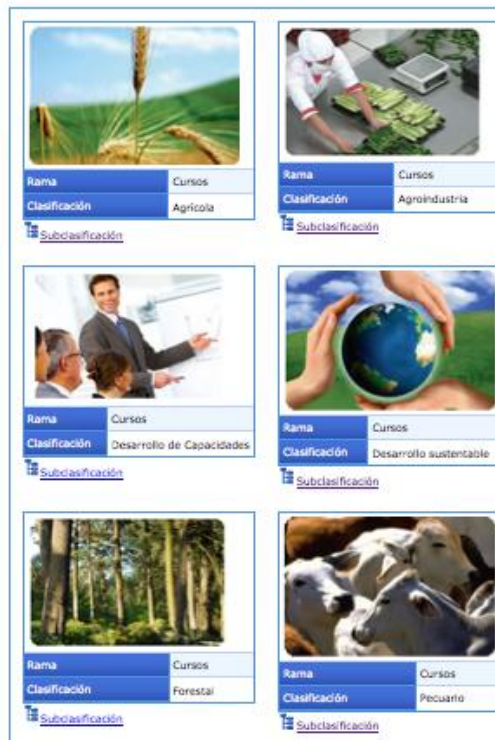 Rama Cursos
Clasificación Agrícola
Subclasificación
Rama Cursos
Clasificación Agroindustria
Subclasificación
Rama Cursos
Clasificación Desarrollo de Capacidades
Subclasificación
Rama Cursos
Clasificación Desarrollo sustentable
Subclasificación
Rama Cursos
Clasificación Forestal
Subclasificación
Rama Cursos
Clasificación Pecuario
Subclasificación